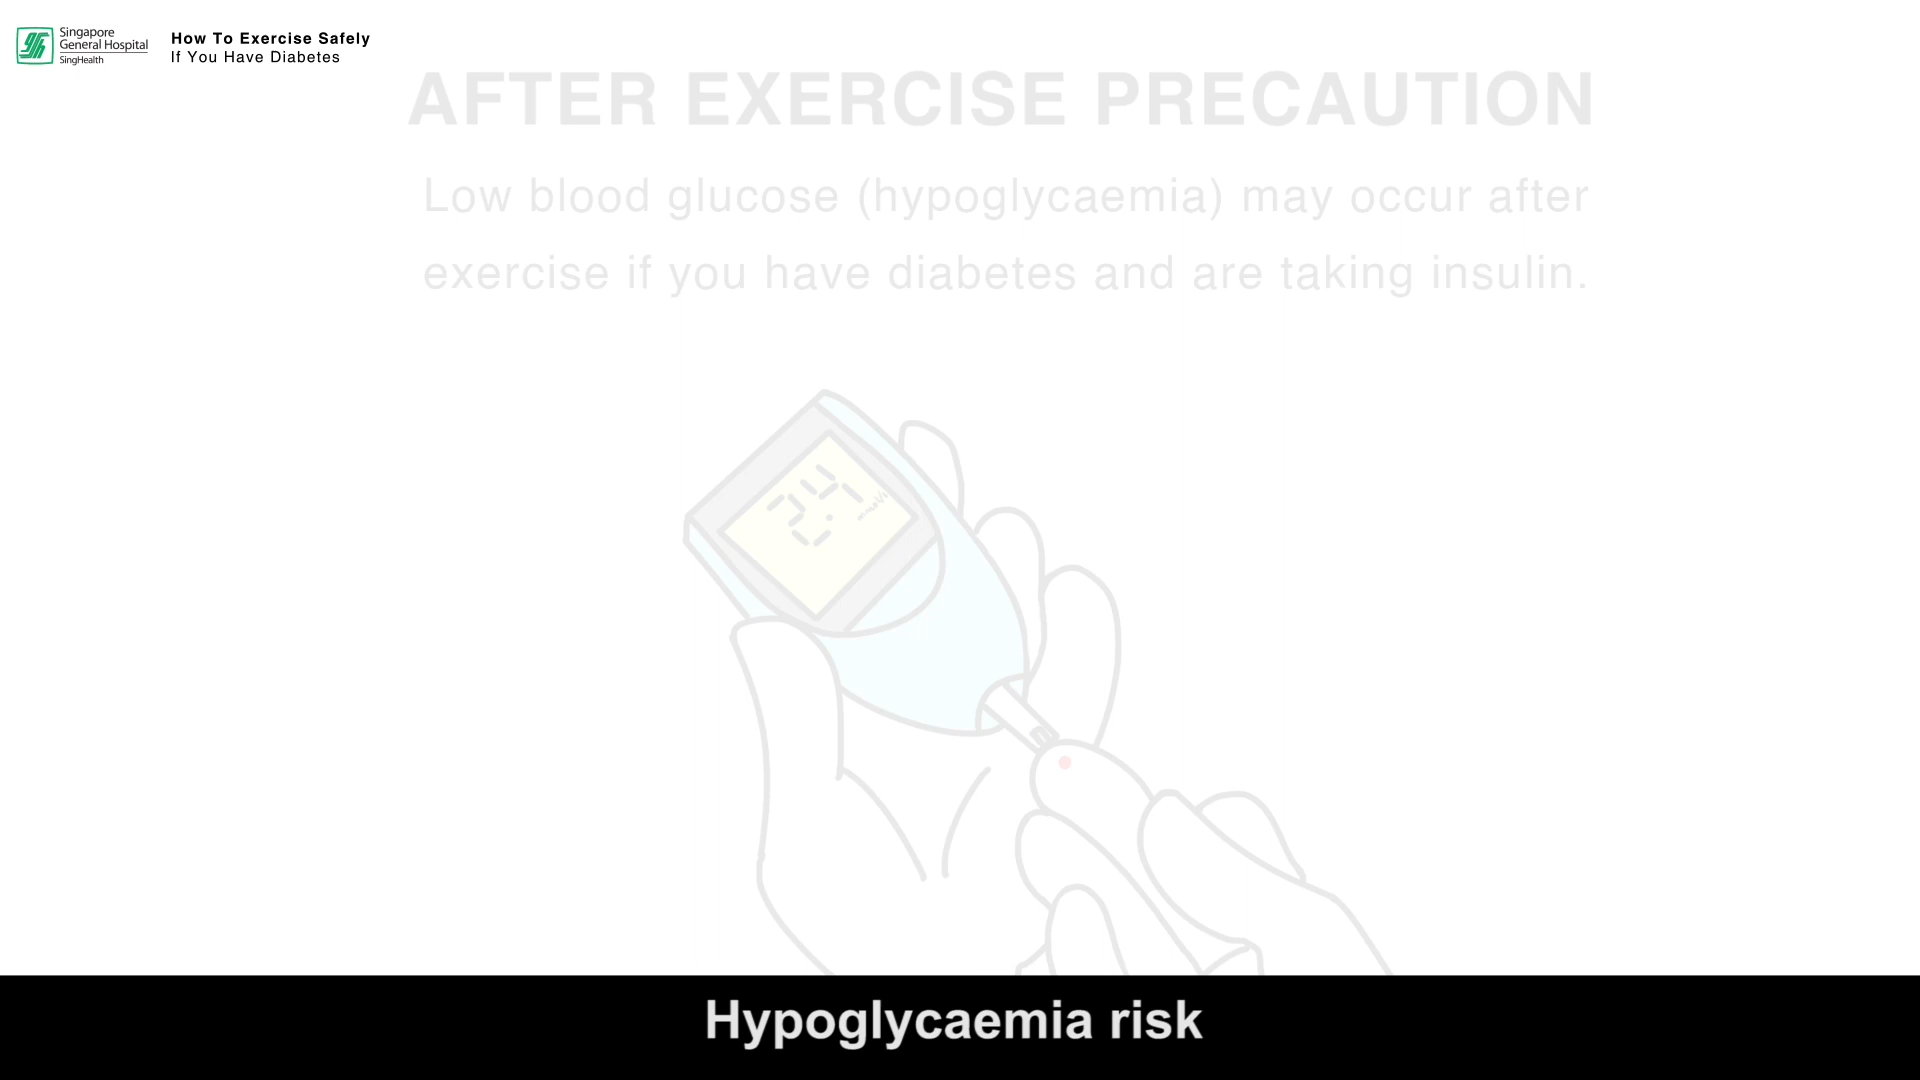 Singapore
General Hospital
SingHealth
How To Exercise Safely
If You Have Diabetes
AFTER EXERCISE PRECAUTION
Low blood glucose (hypoglycaemia) may occur after
exercise if you have diabetes and are taking insulin.
2.4
Hypoglycaemia risk